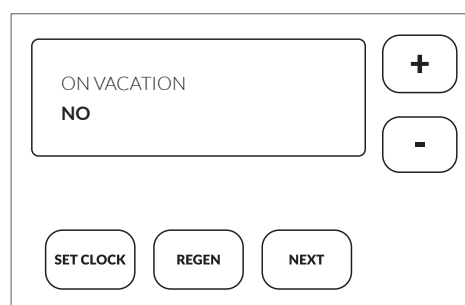 ON VACATION
NO
+
-
SET CLOCK
REGEN
NEXT